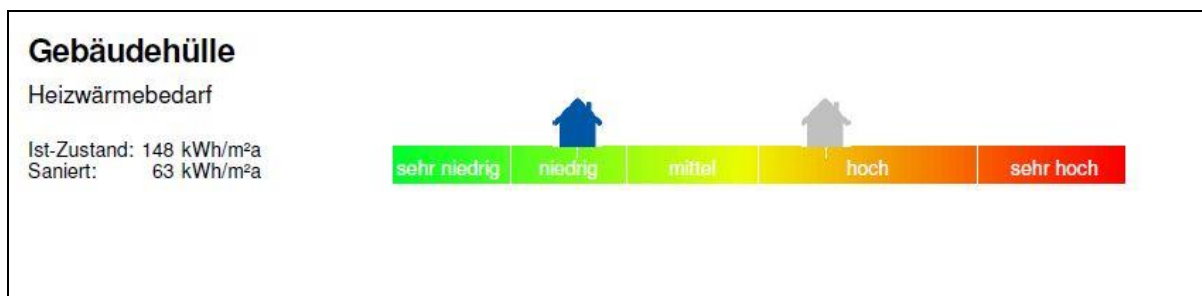 Gebäudehülle
Heizwärmebedarf
Ist-Zustand: 148 kWh/m²a
Saniert: 63 kWh/m²a
sehr niedrig niedrig mittel hoch sehr hoch